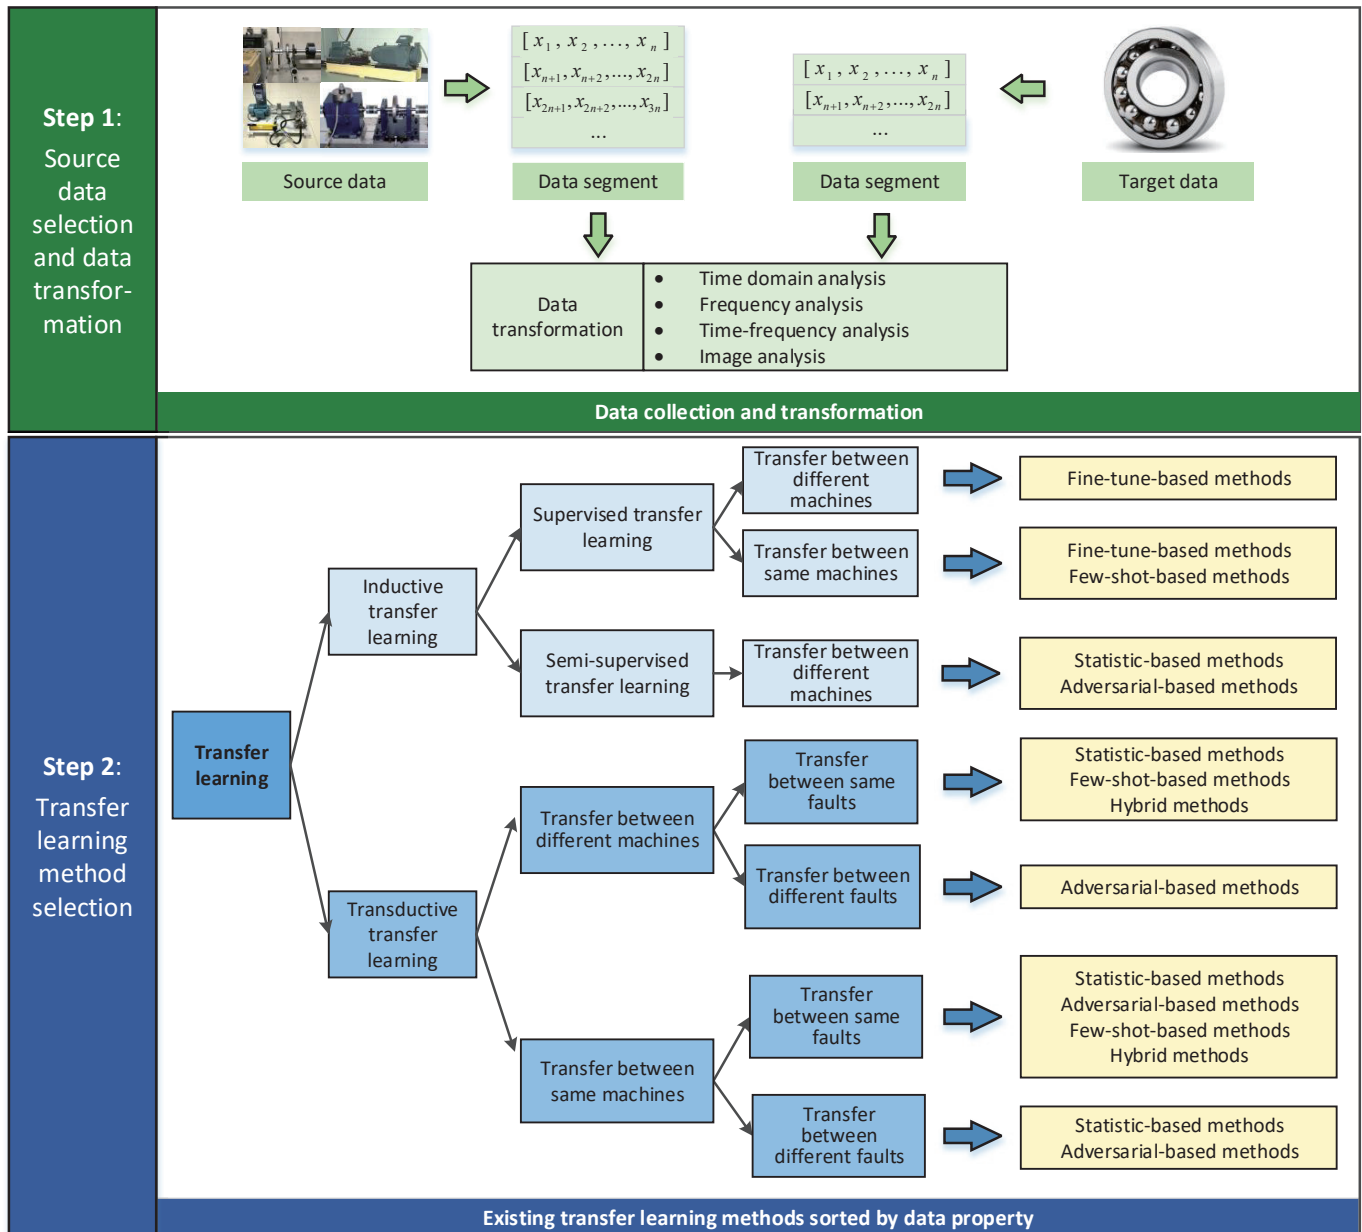 Step 1:
Source
data
selection
and data
transfor-
mation
[ x1 , x2 , ..., xn ]
[xn+1, xn+2, ..., x2n]
[x2n+1, x2n+2, ..., x3n]
...
[ x1 , x2 , ..., xn ]
[xn+1, xn+2, ..., x2n]
...
Source data
Data segment
Data segment
Target data
Data
transformation
• Time domain analysis
• Frequency analysis
• Time-frequency analysis
• Image analysis
Data collection and transformation
Step 2:
Transfer
learning
method
selection
Transfer
learning
Inductive
transfer
learning
Transductive
transfer
learning
Supervised transfer
learning
Semi-supervised
transfer learning
Transfer between
different machines
Transfer between
same machines
Transfer between
different
machines
Fine-tune-based methods
Transfer between
same machines
Fine-tune-based methods
Few-shot-based methods
Transfer between
different
machines
Statistic-based methods
Adversarial-based methods
Transfer
between same
faults
Statistic-based methods
Few-shot-based methods
Hybrid methods
Transfer between
different faults
Adversarial-based methods
Transfer
between same
faults
Statistic-based methods
Adversarial-based methods
Few-shot-based methods
Hybrid methods
Transfer
between
different faults
Statistic-based methods
Adversarial-based methods
Existing transfer learning methods sorted by data property